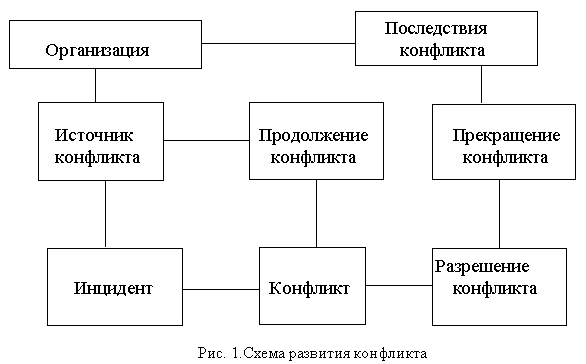 Организация
Последствия
конфликта
Источник
конфликта
Продолжение
конфликта
Прекращение
конфликта
Инцидент
Конфликт
Разрешение
конфликта
Рис. 1.Схема развития конфликта